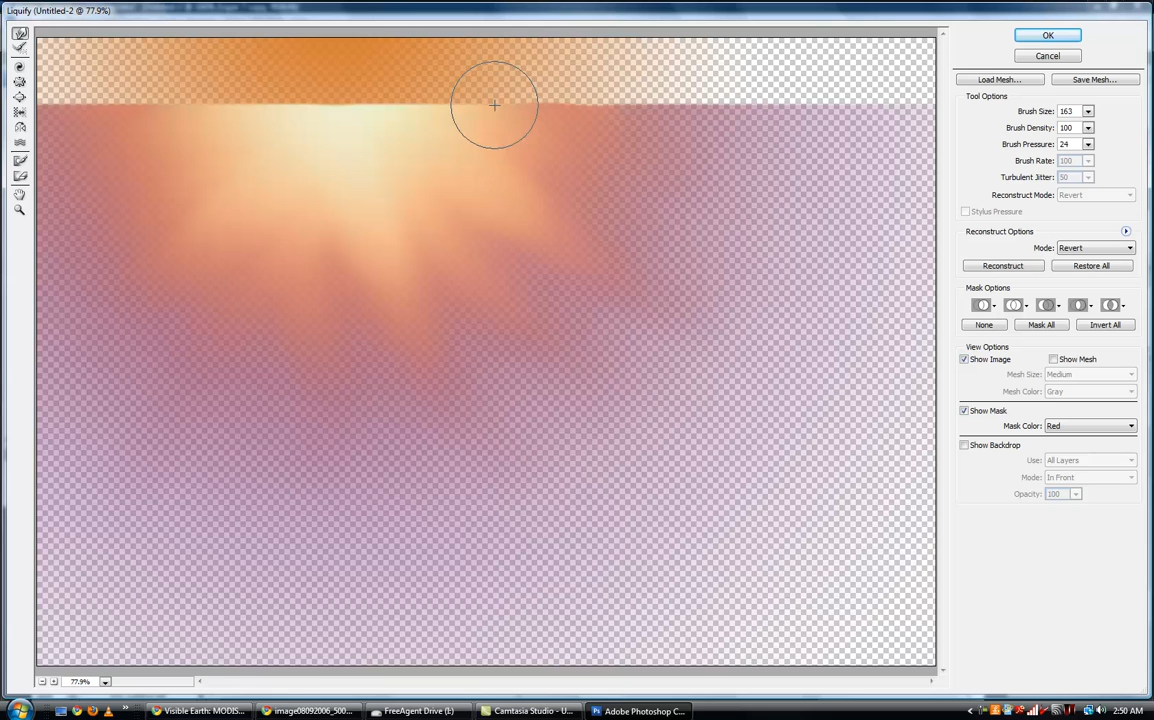 Liquify (Untitled-2 @ 77.9%)
OK
Cancel
Load Mesh...
Save Mesh...
Tool Options
Brush Size: 163
Brush Density: 100
Brush Pressure: 24
Brush Rate: 100
Turbulent Jitter: 50
Reconstruct Mode: Revert
Stylus Pressure
Reconstruct Options
Mode: Revert
Reconstruct
Restore All
Mask Options
None
Mask All
Invert All
View Options
Show Image
Show Mesh
Mesh Size: Medium
Mesh Color: Gray
Show Mask
Mask Color: Red
Show Backdrop
Use: All Layers
Mode: In Front
Opacity: 100
77.9%
Visible Earth: MODIS...
image08092006_500...
FreeAgent Drive (I:)
Camtasia Studio - U...
Adobe Photoshop C...
2:50 AM